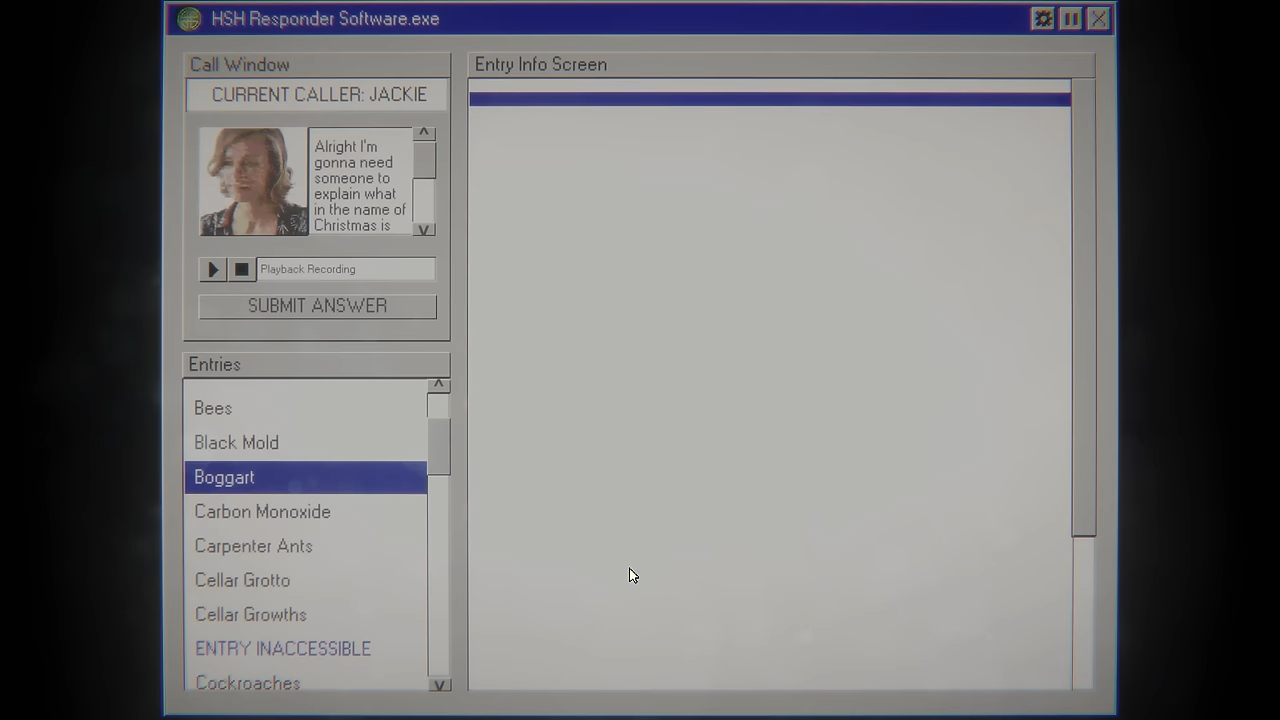 HSH Responder Software.exe
Call Window
CURRENT CALLER: JACKIE
Alright I'm
gonna need
someone to
explain what
in the name of
Christmas is
Playback Recording
SUBMIT ANSWER
Entries
Bees
Black Mold
Boggart
Carbon Monoxide
Carpenter Ants
Cellar Grotto
Cellar Growths
ENTRY INACCESSIBLE
Cockroaches
Entry Info Screen